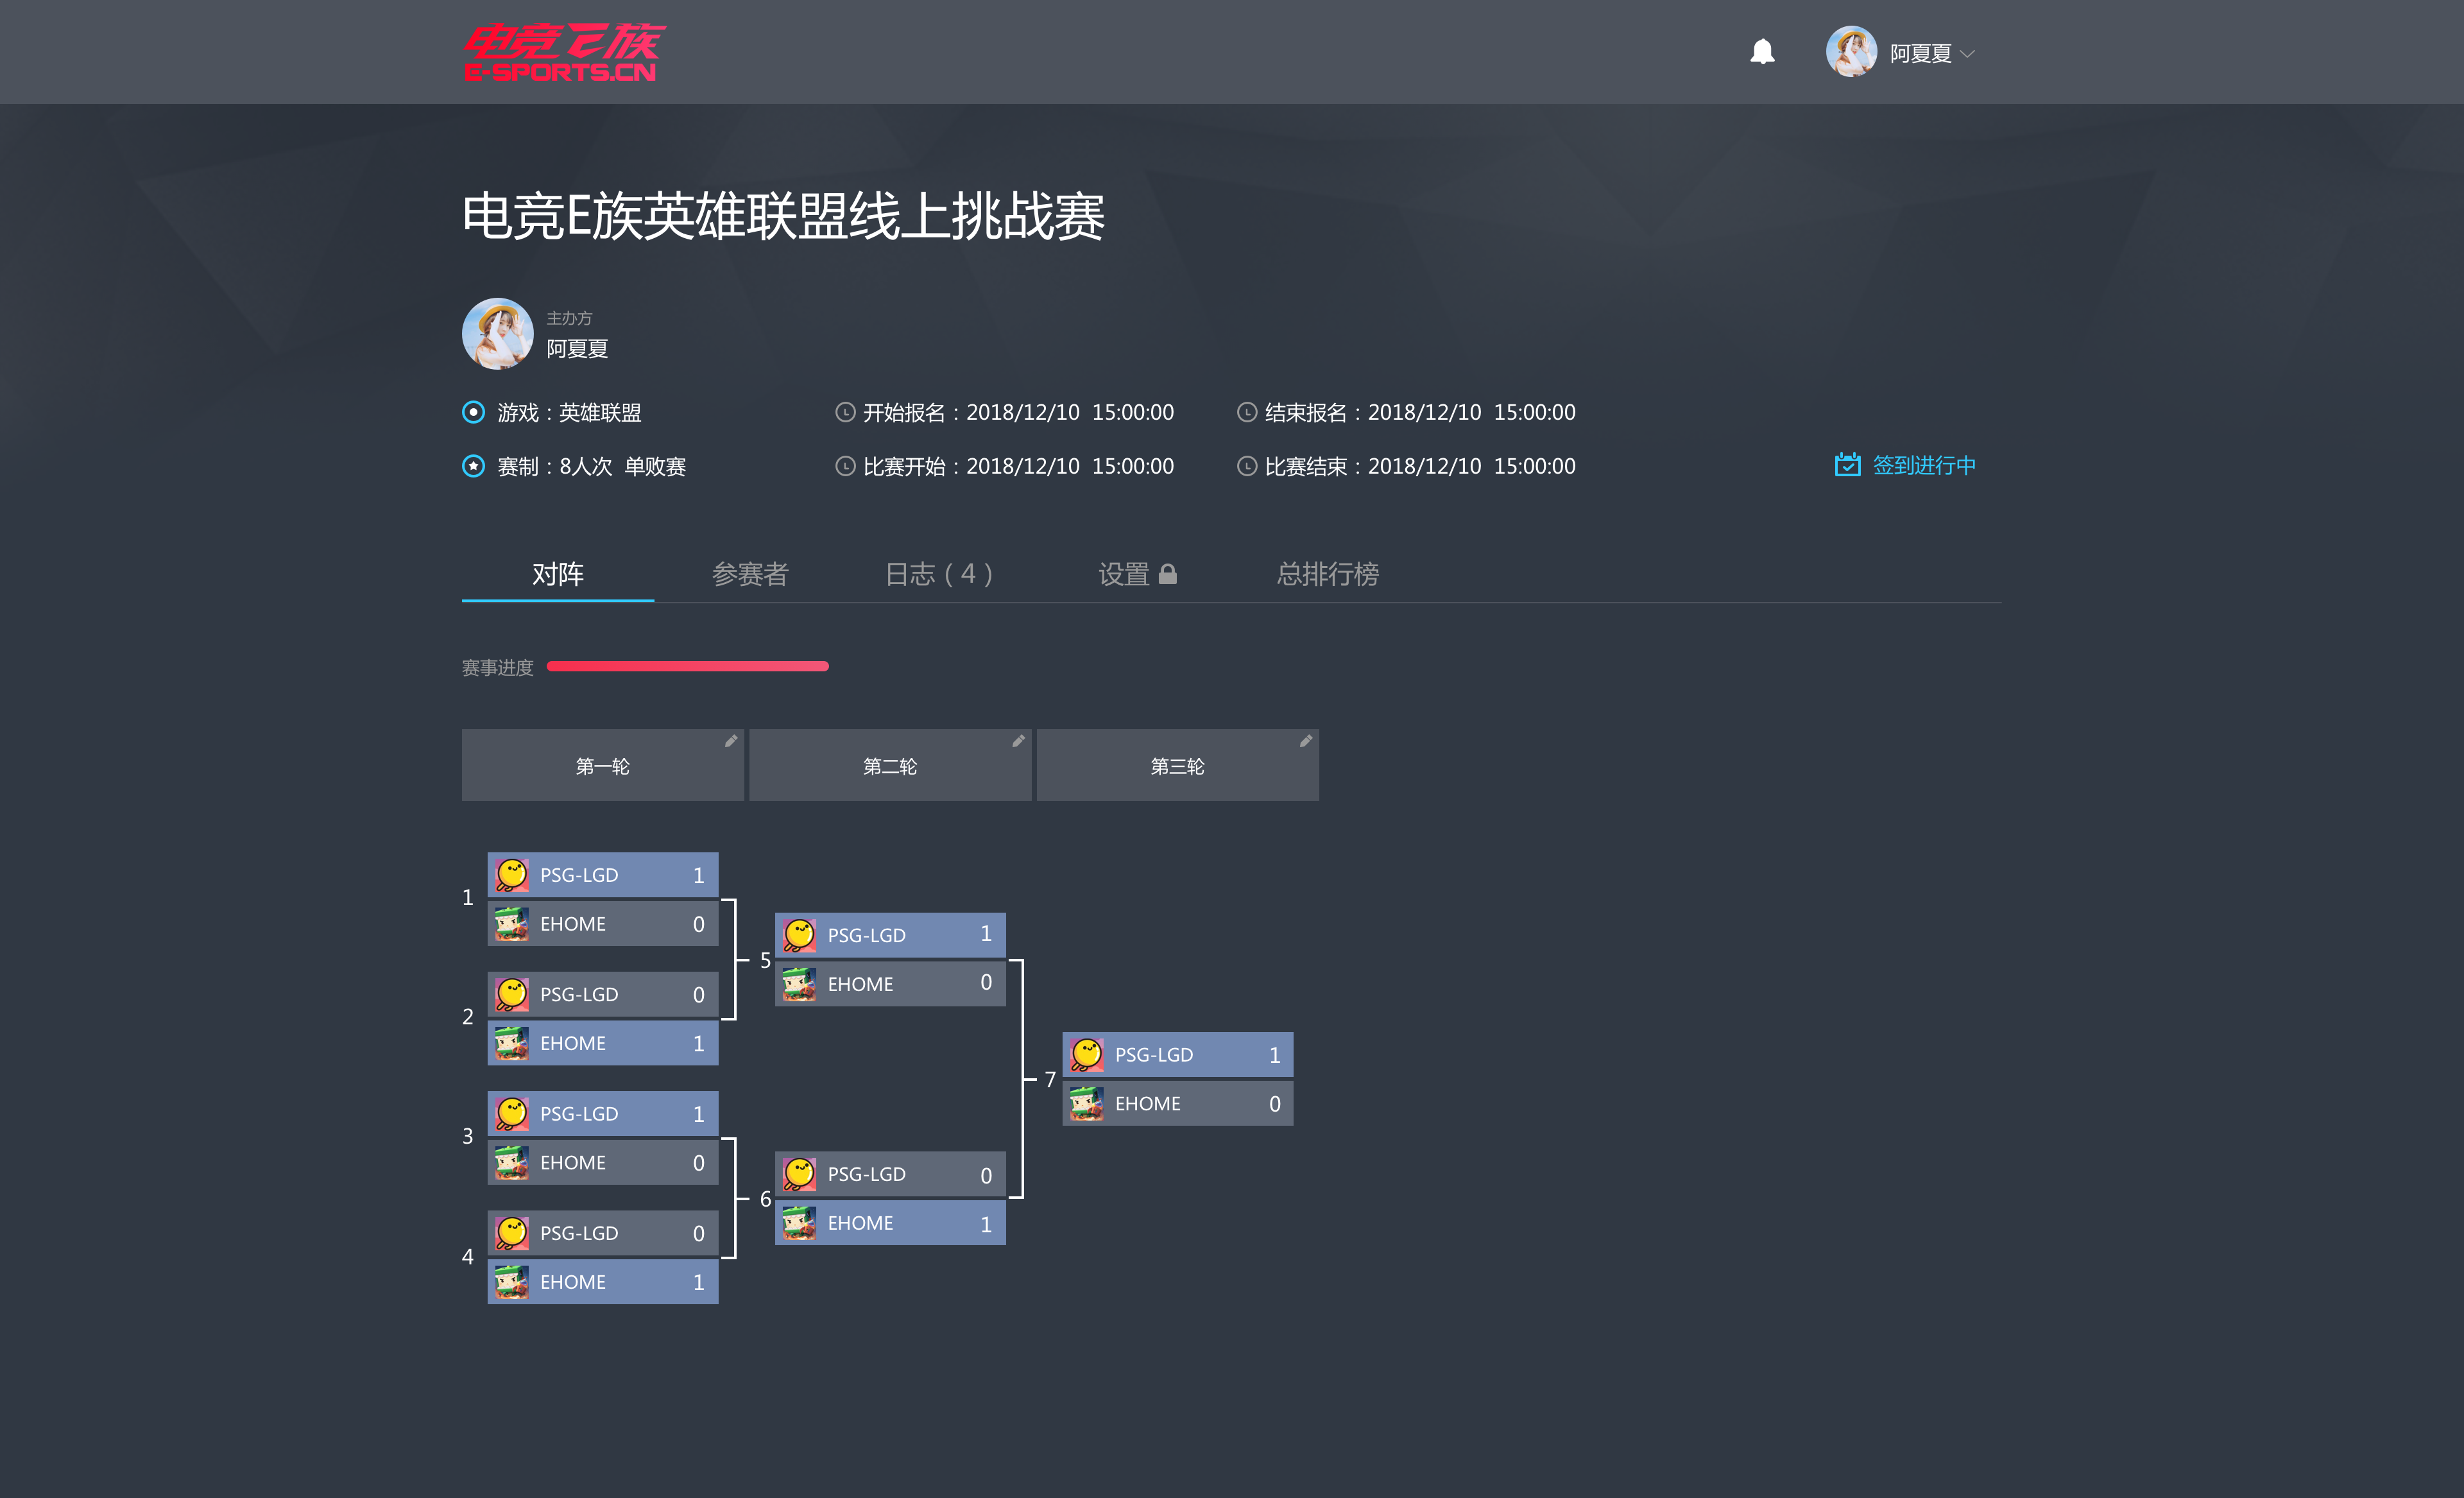 电竞E族
E-SPORTS.CN
阿夏夏
电竞E族英雄联盟线上挑战赛
主办方
阿夏夏
游戏：英雄联盟
开始报名：2018/12/10 15:00:00
结束报名：2018/12/10 15:00:00
赛制：8人次 单败赛
比赛开始：2018/12/10 15:00:00
比赛结束：2018/12/10 15:00:00
签到进行中
对阵
参赛者
日志（4）
设置
总排行榜
赛事进度
第一轮
第二轮
第三轮
1
PSG-LGD 1
EHOME 0
2
PSG-LGD 0
EHOME 1
3
PSG-LGD 1
EHOME 0
4
PSG-LGD 0
EHOME 1
5
PSG-LGD 1
EHOME 0
6
PSG-LGD 0
EHOME 1
7
PSG-LGD 1
EHOME 0